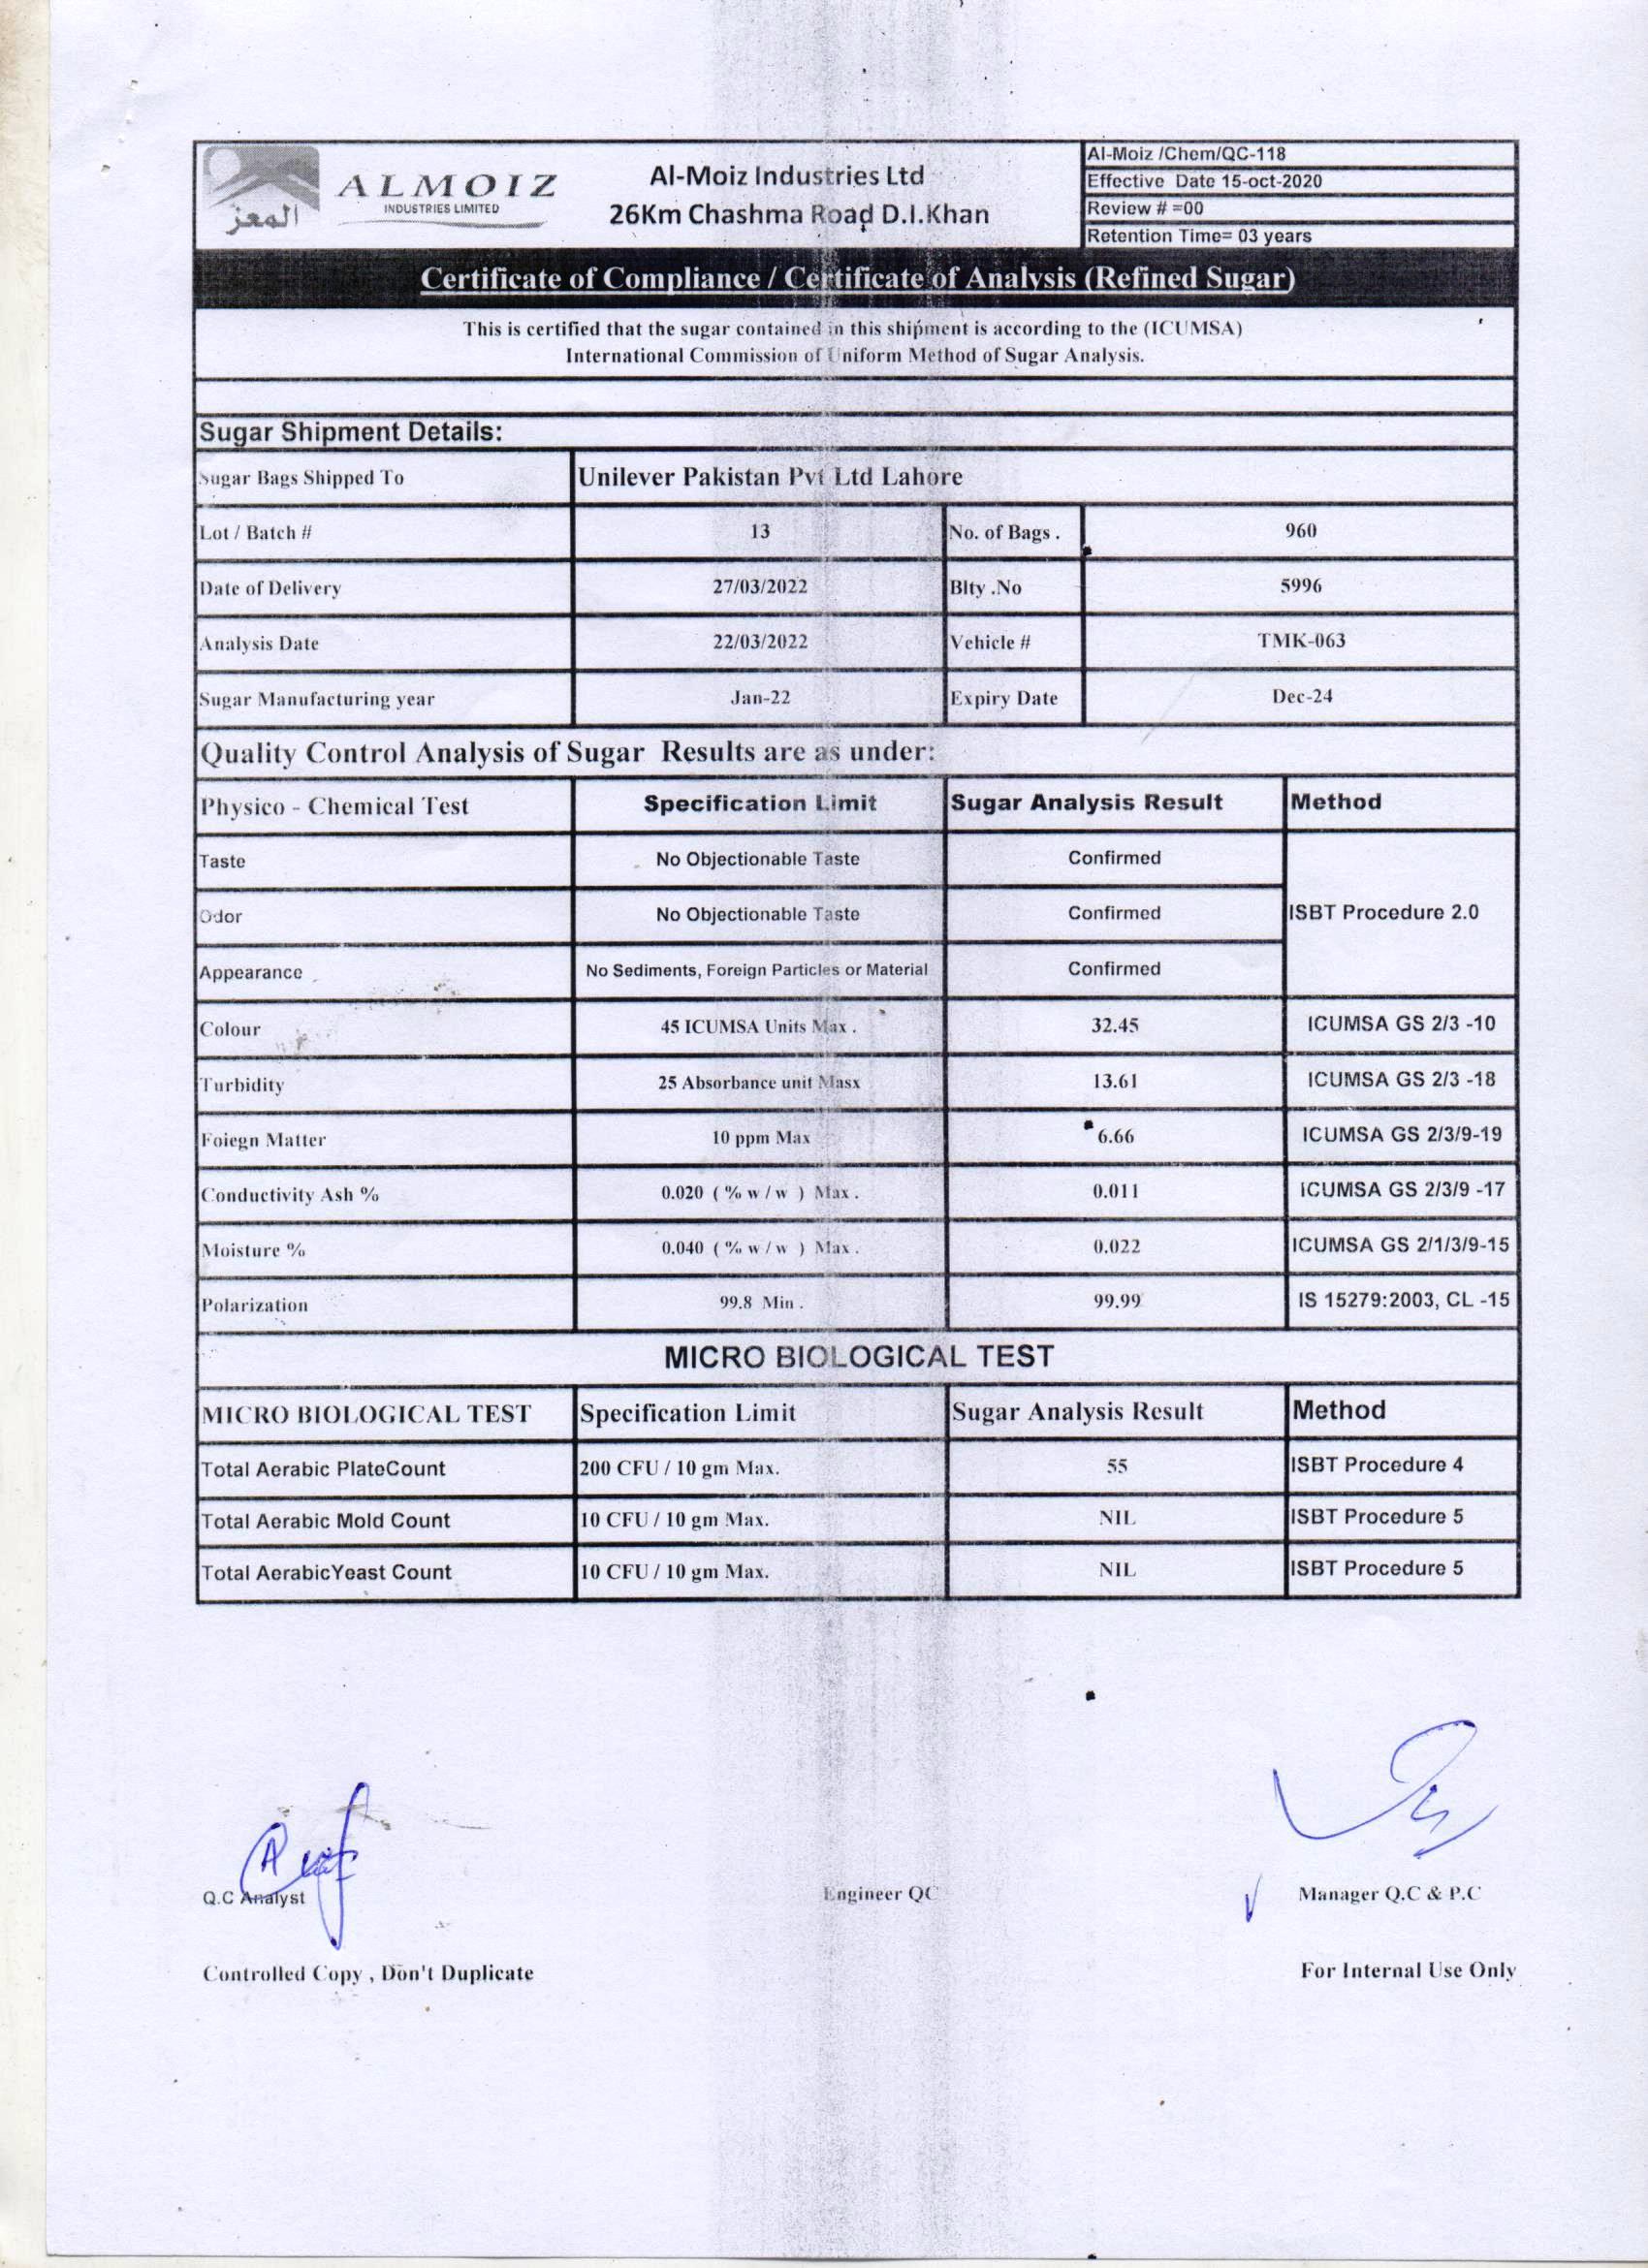 المعز
ALMOIZ
INDUSTRIES LIMITED
Al-Moiz Industries Ltd
26Km Chashma Road D.I.Khan
Al-Moiz /Chem/QC-118
Effective Date 15-oct-2020
Review # =00
Retention Time= 03 years
Certificate of Compliance / Certificate of Analysis (Refined Sugar)
This is certified that the sugar contained in this shipment is according to the (ICUMSA)
International Commission of Uniform Method of Sugar Analysis.
Sugar Shipment Details:
Sugar Bags Shipped To Unilever Pakistan Pvt Ltd Lahore
Lot / Batch # 13 No. of Bags . 960
Date of Delivery 27/03/2022 Blty .No 5996
Analysis Date 22/03/2022 Vehicle # TMK-063
Sugar Manufacturing year Jan-22 Expiry Date Dec-24
Quality Control Analysis of Sugar Results are as under:
Physico - Chemical Test Specification Limit Sugar Analysis Result Method
Taste No Objectionable Taste Confirmed
Odor No Objectionable Taste Confirmed ISBT Procedure 2.0
Appearance No Sediments, Foreign Particles or Material Confirmed
Colour 45 ICUMSA Units Max . 32.45 ICUMSA GS 2/3 -10
Turbidity 25 Absorbance unit Masx 13.61 ICUMSA GS 2/3 -18
Foiegn Matter 10 ppm Max 6.66 ICUMSA GS 2/3/9-19
Conductivity Ash % 0.020 ( % w / w ) Max . 0.011 ICUMSA GS 2/3/9 -17
Moisture % 0.040 ( % w / w ) Max . 0.022 ICUMSA GS 2/1/3/9-15
Polarization 99.8 Min . 99.99 IS 15279:2003, CL -15
MICRO BIOLOGICAL TEST
MICRO BIOLOGICAL TEST Specification Limit Sugar Analysis Result Method
Total Aerabic PlateCount 200 CFU / 10 gm Max. 55 ISBT Procedure 4
Total Aerabic Mold Count 10 CFU / 10 gm Max. NIL ISBT Procedure 5
Total AerabicYeast Count 10 CFU / 10 gm Max. NIL ISBT Procedure 5
Q.C Analyst Engineer QC Manager Q.C & P.C
Controlled Copy , Don't Duplicate For Internal Use Only